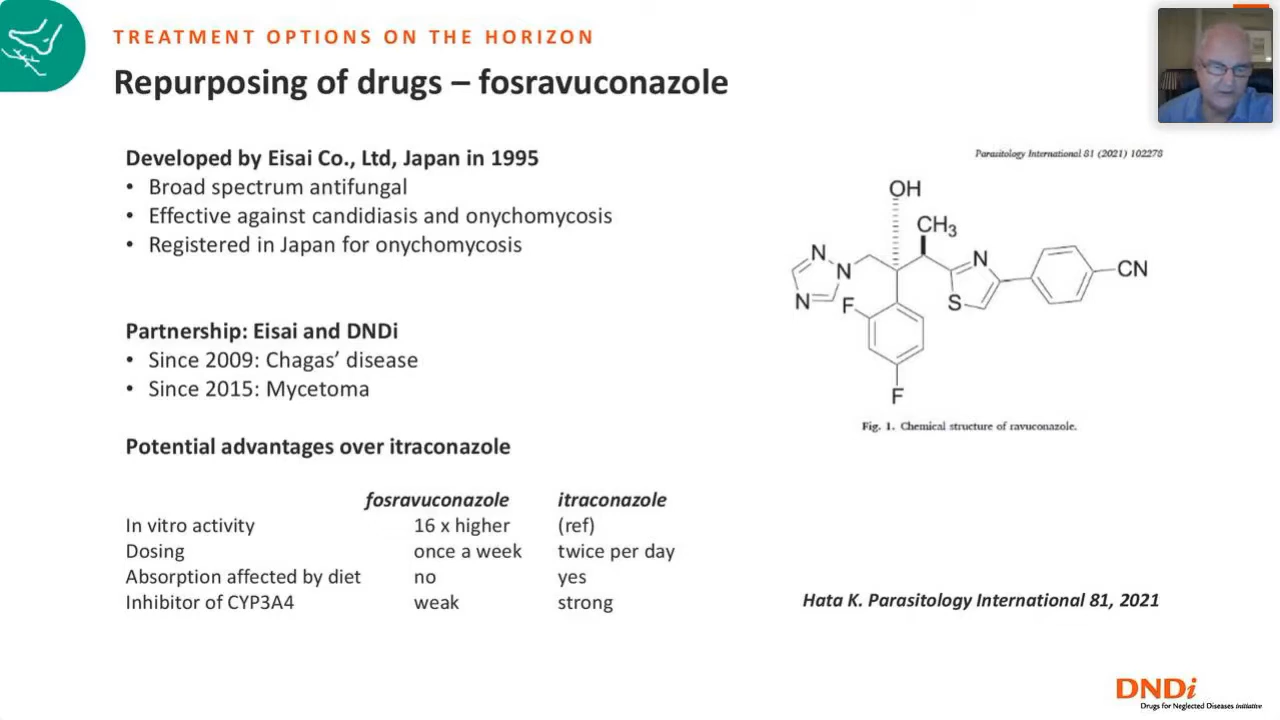 TREATMENT OPTIONS ON THE HORIZON
Repurposing of drugs – fosravuconazole
Developed by Eisai Co., Ltd, Japan in 1995
• Broad spectrum antifungal
• Effective against candidiasis and onychomycosis
• Registered in Japan for onychomycosis
Partnership: Eisai and DNDi
• Since 2009: Chagas’ disease
• Since 2015: Mycetoma
Potential advantages over itraconazole
fosravuconazole itraconazole
In vitro activity 16 x higher (ref)
Dosing once a week twice per day
Absorption affected by diet no yes
Inhibitor of CYP3A4 weak strong
Parasitology International 81 (2021) 102278
OH
CH3
N
N
N
N
S
CN
F
F
Fig. 1. Chemical structure of ravuconazole.
Hata K. Parasitology International 81, 2021
DNDi
Drugs for Neglected Diseases initiative